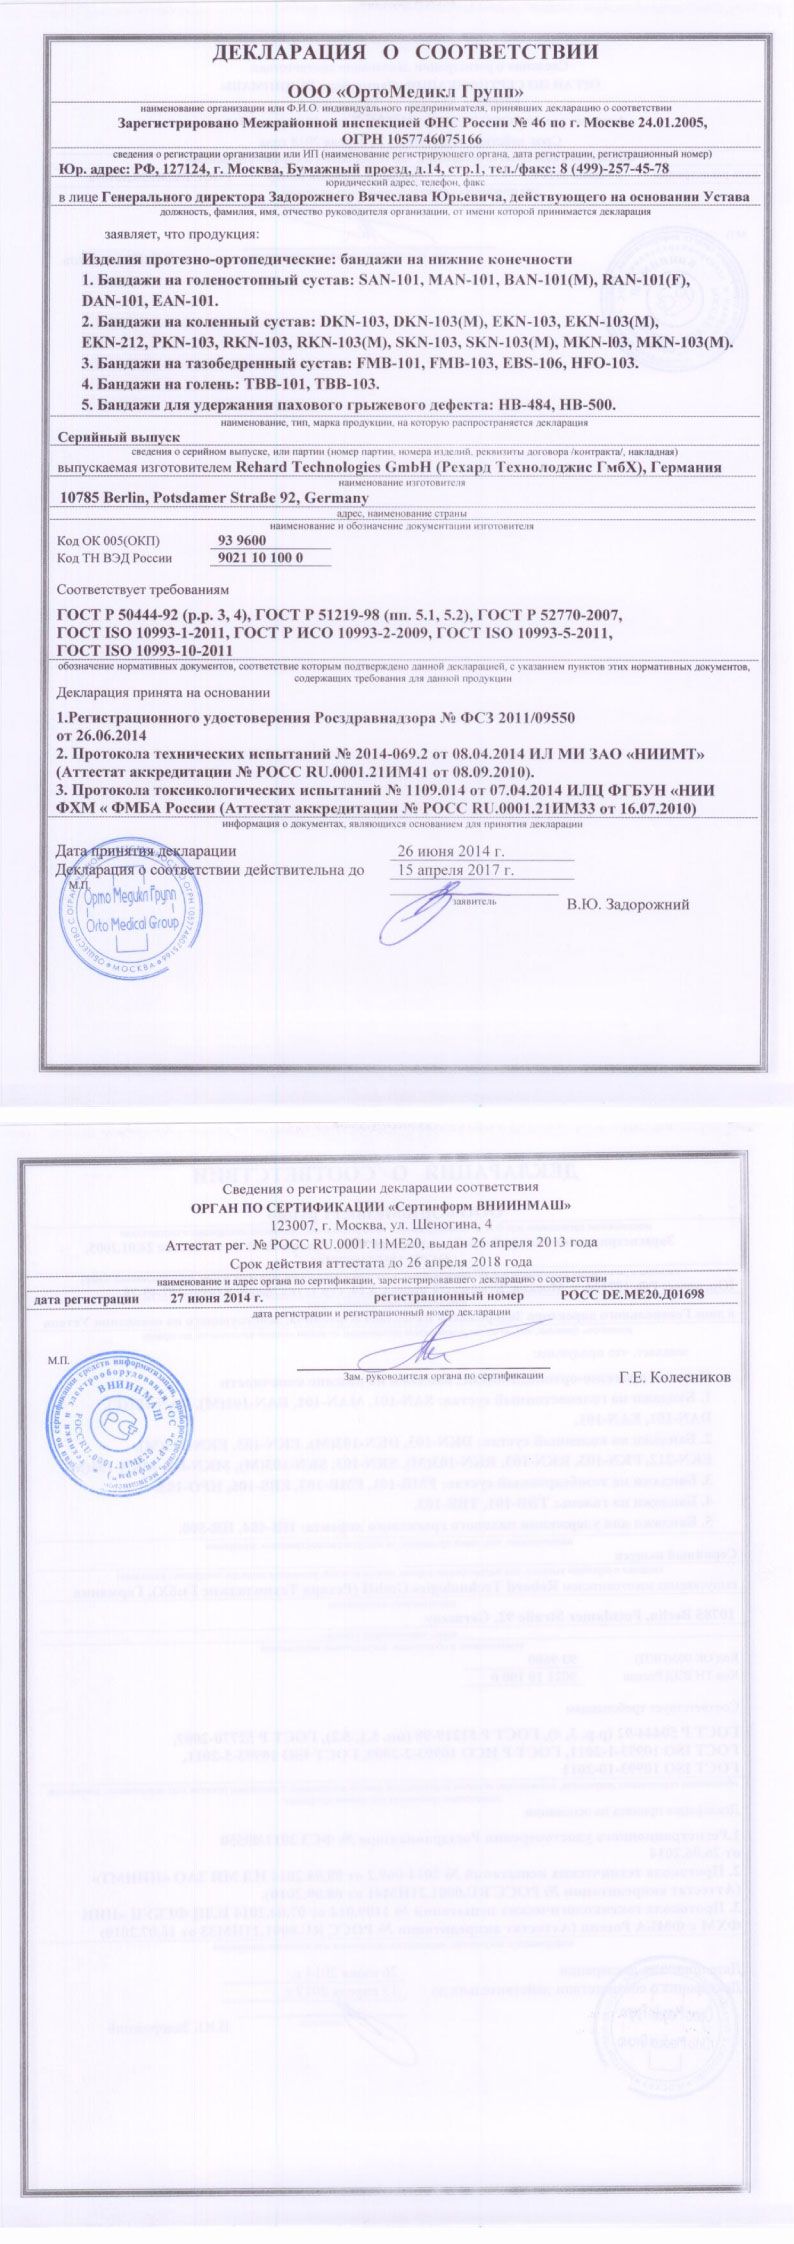 ДЕКЛАРАЦИЯ О СООТВЕТСТВИИ
ООО «ОртоМедикл Групп»
наименование организации или Ф.И.О. индивидуального предпринимателя, принявших декларацию о соответствии
Зарегистрировано Межрайонной инспекцией ФНС России № 46 по г. Москве 24.01.2005,
ОГРН 1057746075166
сведения о регистрации организации или ИП (наименование регистрирующего органа, дата регистрации, регистрационный номер)
Юр. адрес: РФ, 127124, г. Москва, Бумажный проезд, д.14, стр.1, тел./факс: 8 (499)-257-45-78
юридический адрес, телефон, факс
в лице Генерального директора Задорожнего Вячеслава Юрьевича, действующего на основании Устава
должность, фамилия, имя, отчество руководителя организации, от имени которой принимается декларация
заявляет, что продукция:
Изделия протезно-ортопедические: бандажи на нижние конечности
1. Бандажи на голеностопный сустав: SAN-101, MAN-101, BAN-101(M), RAN-101(F),
DAN-101, EAN-101.
2. Бандажи на коленный сустав: DKN-103, DKN-103(M), EKN-103, EKN-103(M),
EKN-212, PKN-103, RKN-103, RKN-103(M), SKN-103, SKN-103(M), MKN-l03, MKN-103(M).
3. Бандажи на тазобедренный сустав: FMB-101, FMB-103, EBS-106, HFO-103.
4. Бандажи на голень: TBB-101, TBB-103.
5. Бандажи для удержания пахового грыжевого дефекта: HB-484, HB-500.
наименование, тип, марка продукции, на которую распространяется декларация
Серийный выпуск
сведения о серийном выпуске, или партии (номер партии, номера изделий, реквизиты договора /контракта/, накладная)
выпускаемая изготовителем Rehard Technologies GmbH (Рехард Технолоджис ГмбХ), Германия
наименование изготовителя
10785 Berlin, Potsdamer Straße 92, Germany
адрес, наименование страны
наименование и обозначение документации изготовителя
Код ОК 005(ОКП) 93 9600
Код ТН ВЭД России 9021 10 100 0
Соответствует требованиям
ГОСТ Р 50444-92 (р.р. 3, 4), ГОСТ Р 51219-98 (пп. 5.1, 5.2), ГОСТ Р 52770-2007,
ГОСТ ISO 10993-1-2011, ГОСТ Р ИСО 10993-2-2009, ГОСТ ISO 10993-5-2011,
ГОСТ ISO 10993-10-2011
обозначение нормативных документов, соответствие которым подтверждено данной декларацией, с указанием пунктов этих нормативных документов,
содержащих требования для данной продукции
Декларация принята на основании
1.Регистрационного удостоверения Росздравнадзора № ФСЗ 2011/09550
от 26.06.2014
2. Протокола технических испытаний № 2014-069.2 от 08.04.2014 ИЛ МИ ЗАО «НИИМТ»
(Аттестат аккредитации № РОСС RU.0001.21ИМ41 от 08.09.2010).
3. Протокола токсикологических испытаний № 1109.014 от 07.04.2014 ИЛЦ ФГБУН «НИИ
ФХМ « ФМБА России (Аттестат аккредитации № РОСС RU.0001.21ИМ33 от 16.07.2010)
информация о документах, являющихся основанием для принятия декларации
Дата принятия декларации 26 июня 2014 г.
Декларация о соответствии действительна до 15 апреля 2017 г.
М.П.
заявитель
В.Ю. Задорожний
Орто Медикл Групп
Orto Medical Group
МОСКВА
Сведения о регистрации декларации соответствия
ОРГАН ПО СЕРТИФИКАЦИИ «Сертинформ ВНИИНМАШ»
123007, г. Москва, ул. Шеногина, 4
Аттестат рег. № РОСС RU.0001.11МЕ20, выдан 26 апреля 2013 года
Срок действия аттестата до 26 апреля 2018 года
наименование и адрес органа по сертификации, зарегистрировавшего декларацию о соответствии
дата регистрации 27 июня 2014 г. регистрационный номер РОСС DE.МЕ20.Д01698
дата регистрации и регистрационный номер декларации
М.П.
Зам. руководителя органа по сертификации
Г.Е. Колесников
ВНИИНМАШ
РОСС RU.0001.11МЕ20